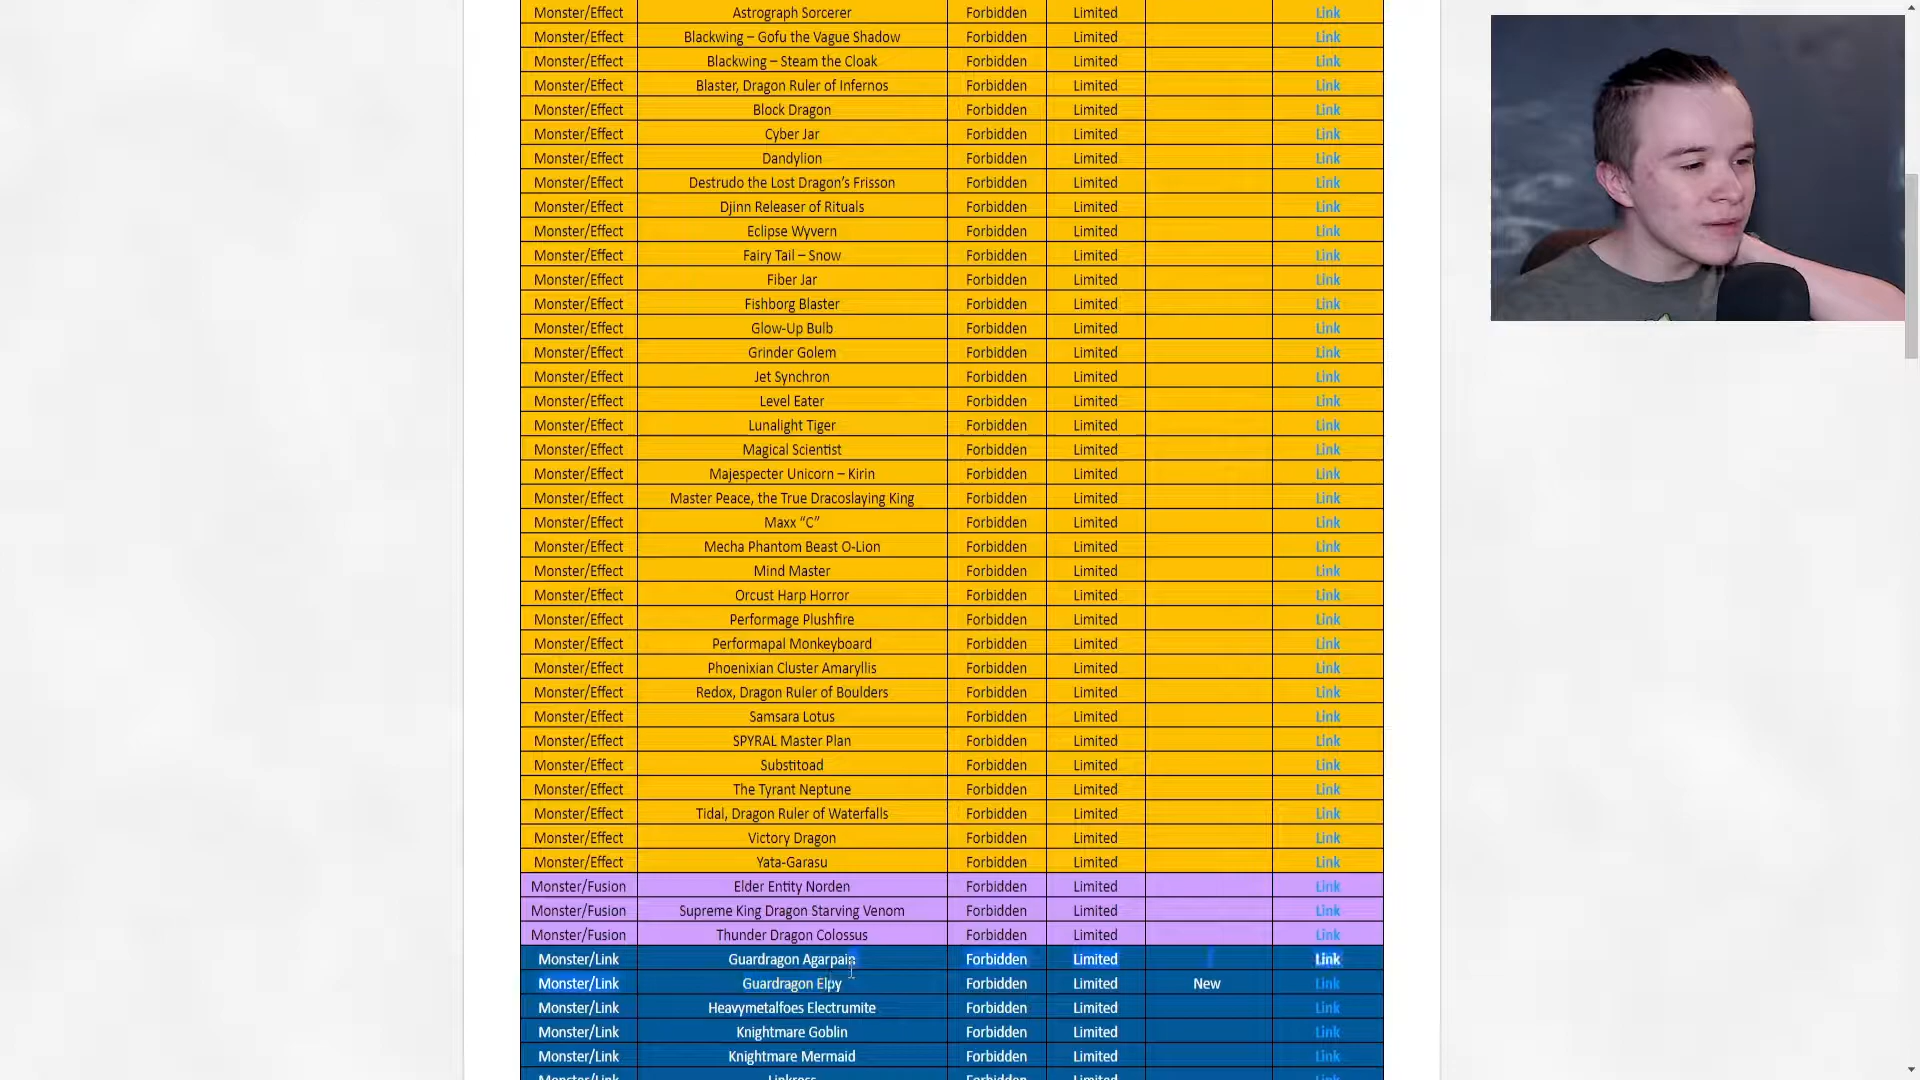 Monster/Effect Astrograph Sorcerer Forbidden Limited Link
Monster/Effect Blackwing – Gofu the Vague Shadow Forbidden Limited Link
Monster/Effect Blackwing – Steam the Cloak Forbidden Limited Link
Monster/Effect Blaster, Dragon Ruler of Infernos Forbidden Limited Link
Monster/Effect Block Dragon Forbidden Limited Link
Monster/Effect Cyber Jar Forbidden Limited Link
Monster/Effect Dandylion Forbidden Limited Link
Monster/Effect Destrudo the Lost Dragon’s Frisson Forbidden Limited Link
Monster/Effect Djinn Releaser of Rituals Forbidden Limited Link
Monster/Effect Eclipse Wyvern Forbidden Limited Link
Monster/Effect Fairy Tail – Snow Forbidden Limited Link
Monster/Effect Fiber Jar Forbidden Limited Link
Monster/Effect Fishborg Blaster Forbidden Limited Link
Monster/Effect Glow-Up Bulb Forbidden Limited Link
Monster/Effect Grinder Golem Forbidden Limited Link
Monster/Effect Jet Synchron Forbidden Limited Link
Monster/Effect Level Eater Forbidden Limited Link
Monster/Effect Lunalight Tiger Forbidden Limited Link
Monster/Effect Magical Scientist Forbidden Limited Link
Monster/Effect Majespecter Unicorn – Kirin Forbidden Limited Link
Monster/Effect Master Peace, the True Dracoslaying King Forbidden Limited Link
Monster/Effect Maxx “C” Forbidden Limited Link
Monster/Effect Mecha Phantom Beast O-Lion Forbidden Limited Link
Monster/Effect Mind Master Forbidden Limited Link
Monster/Effect Orcust Harp Horror Forbidden Limited Link
Monster/Effect Performage Plushfire Forbidden Limited Link
Monster/Effect Performapal Monkeyboard Forbidden Limited Link
Monster/Effect Phoenixian Cluster Amaryllis Forbidden Limited Link
Monster/Effect Redox, Dragon Ruler of Boulders Forbidden Limited Link
Monster/Effect Samsara Lotus Forbidden Limited Link
Monster/Effect SPYRAL Master Plan Forbidden Limited Link
Monster/Effect Substitoad Forbidden Limited Link
Monster/Effect The Tyrant Neptune Forbidden Limited Link
Monster/Effect Tidal, Dragon Ruler of Waterfalls Forbidden Limited Link
Monster/Effect Victory Dragon Forbidden Limited Link
Monster/Effect Yata-Garasu Forbidden Limited Link
Monster/Fusion Elder Entity Norden Forbidden Limited Link
Monster/Fusion Supreme King Dragon Starving Venom Forbidden Limited Link
Monster/Fusion Thunder Dragon Colossus Forbidden Limited Link
Monster/Link Guardragon Agarpain Forbidden Limited Link
Monster/Link Guardragon Elpy Forbidden Limited New Link
Monster/Link Heavymetalfoes Electrumite Forbidden Limited Link
Monster/Link Knightmare Goblin Forbidden Limited Link
Monster/Link Knightmare Mermaid Forbidden Limited Link